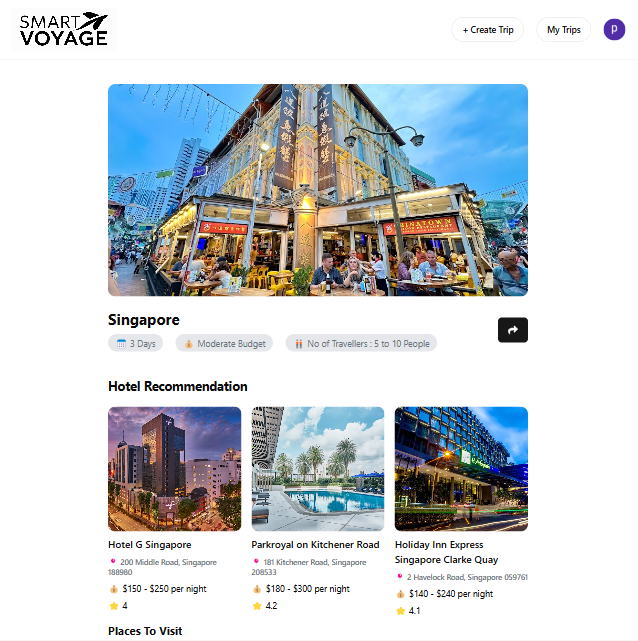 SMART
VOYAGE
+ Create Trip
My Trips
P
CHINATOWN
Singapore
3 Days
Moderate Budget
No of Travellers : 5 to 10 People
Hotel Recommendation
Hotel G Singapore
200 Middle Road, Singapore
188980
$150 - $250 per night
4
Parkroyal on Kitchener Road
181 Kitchener Road, Singapore
208533
$180 - $300 per night
4.2
Holiday Inn Express
Singapore Clarke Quay
2 Havelock Road, Singapore 059761
$140 - $240 per night
4.1
Places To Visit